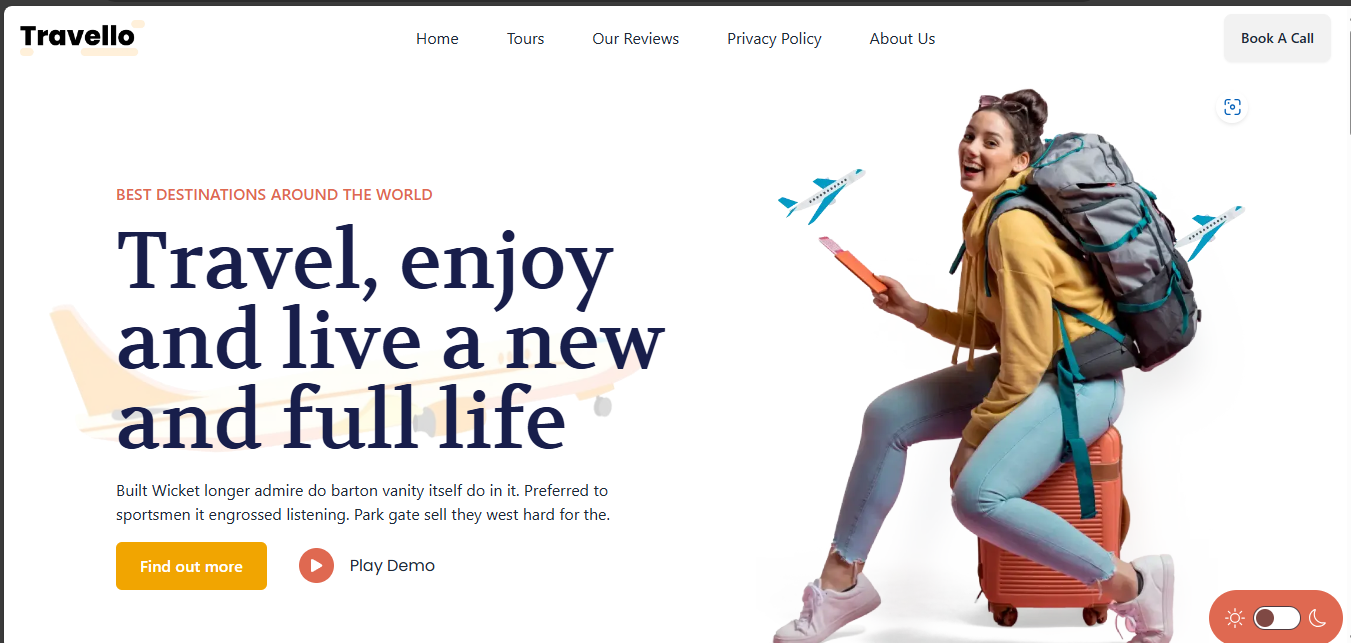 Travello
Home
Tours
Our Reviews
Privacy Policy
About Us
Book A Call
BEST DESTINATIONS AROUND THE WORLD
Travel, enjoy
and live a new
and full life
Built Wicket longer admire do barton vanity itself do in it. Preferred to
sportsmen it engrossed listening. Park gate sell they west hard for the.
Find out more
Play Demo